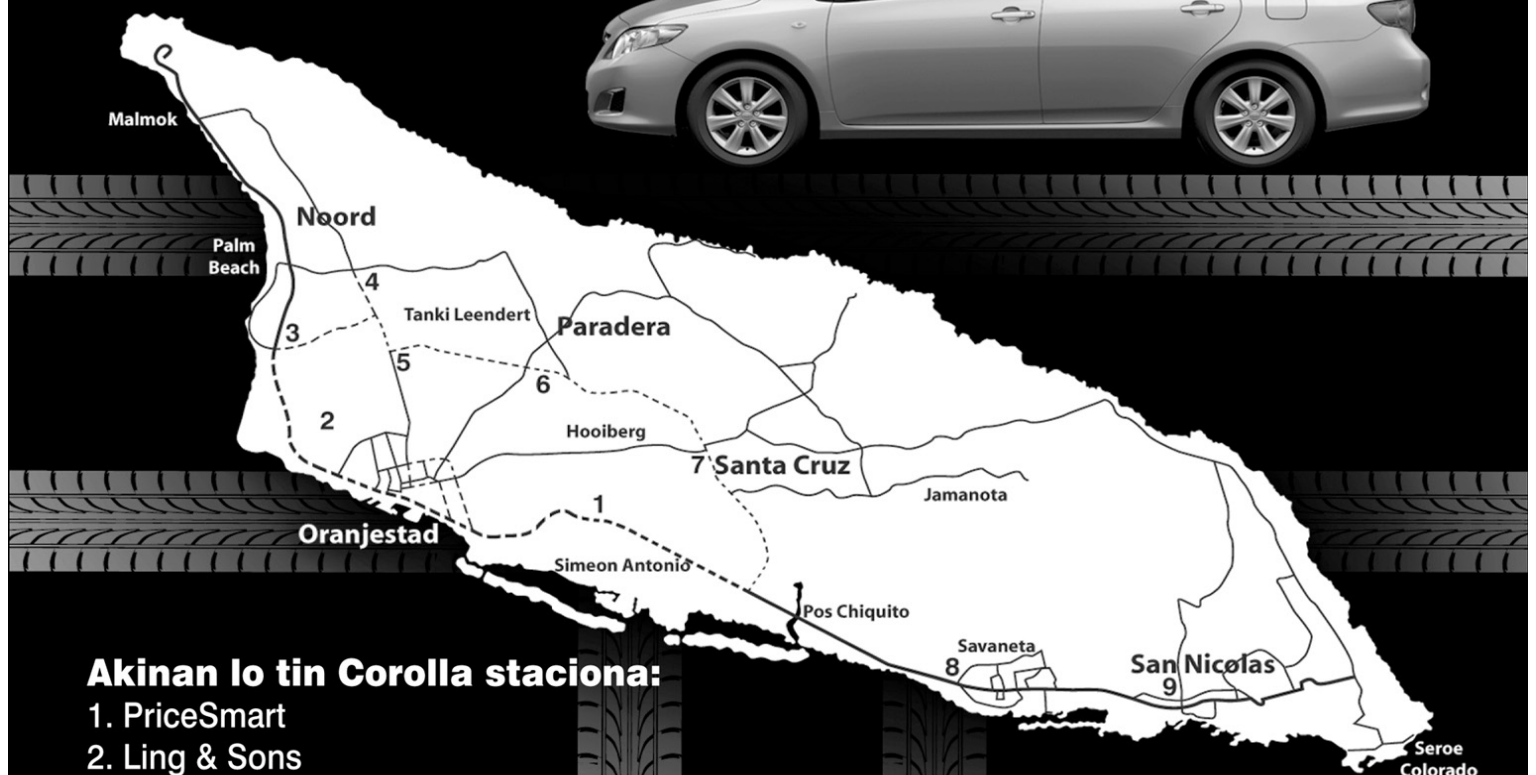 Malmok
Noord
Palm
Beach
4
Tanki Leendert
3
Paradera
5
6
2
Hooiberg
7 Santa Cruz
Jamanota
1
Oranjestad
Simeon Antonio
Pos Chiquito
Savaneta
8
San Nicolas
9
Akinan lo tin Corolla staciona:
1. PriceSmart
2. Ling & Sons
Seroe
Colorado